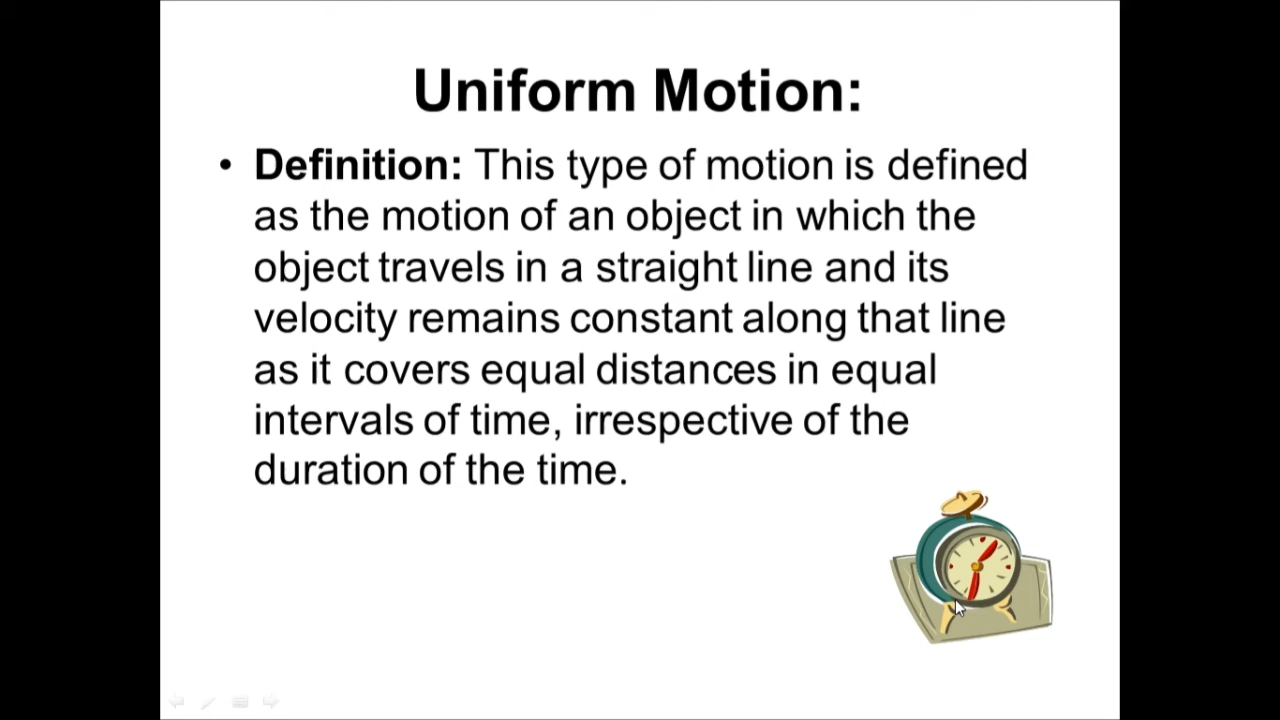 Uniform Motion:
• Definition: This type of motion is defined
as the motion of an object in which the
object travels in a straight line and its
velocity remains constant along that line
as it covers equal distances in equal
intervals of time, irrespective of the
duration of the time.